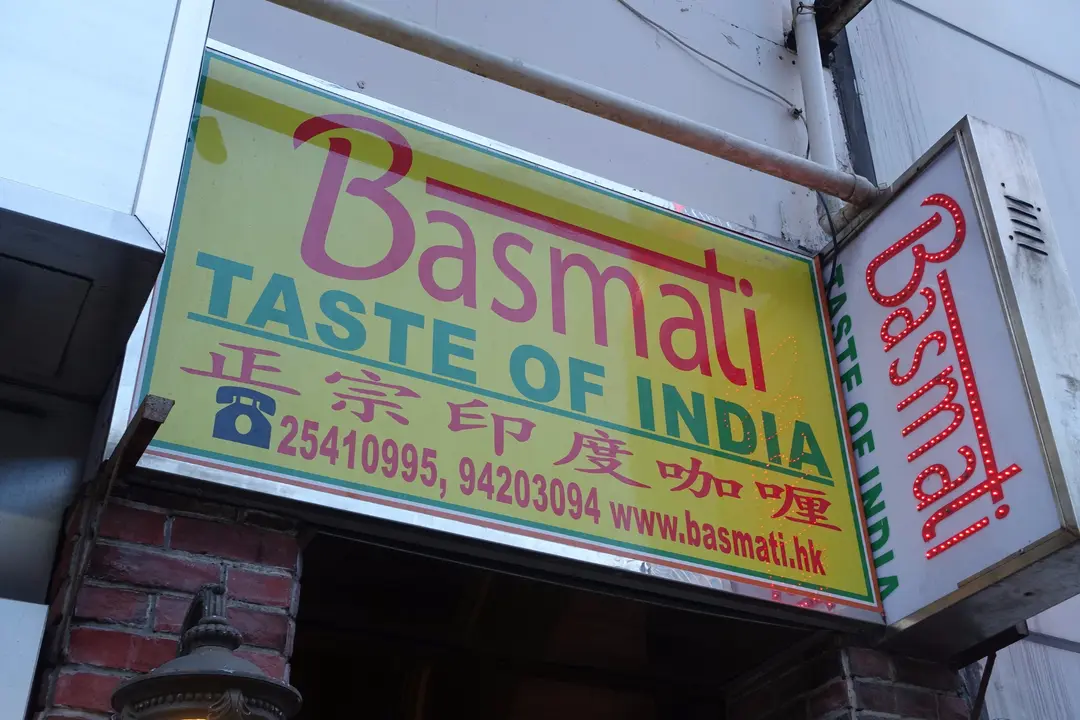 Basmati
TASTE OF INDIA
正宗印度咖喱
25410995, 94203094 www.basmati.hk
Basmati
TASTE OF INDIA